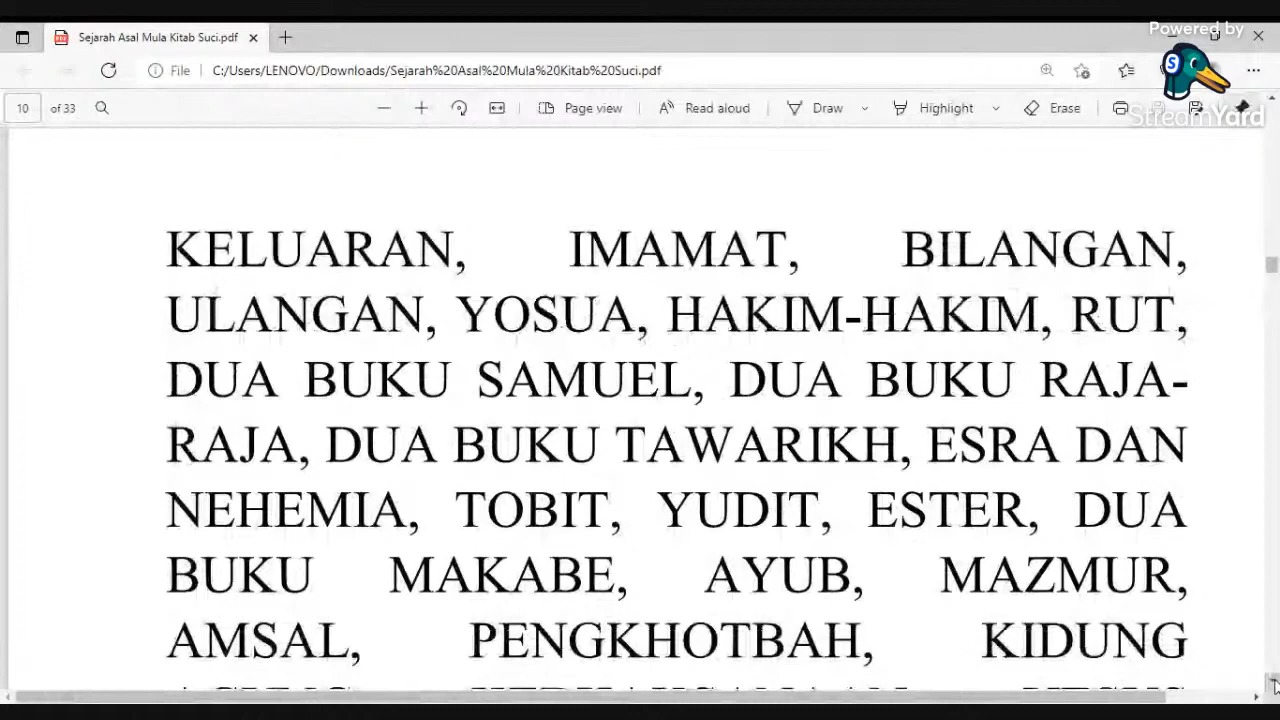 Powered by
Sejarah Asal Mula Kitab Suci.pdf
File C:/Users/LENOVO/Downloads/Sejarah%20Asal%20Mula%20Kitab%20Suci.pdf
S
10 of 33 Page view Read aloud Draw Highlight Erase
StreamYard
KELUARAN, IMAMAT, BILANGAN,
ULANGAN, YOSUA, HAKIM-HAKIM, RUT,
DUA BUKU SAMUEL, DUA BUKU RAJA-
RAJA, DUA BUKU TAWARIKH, ESRA DAN
NEHEMIA, TOBIT, YUDIT, ESTER, DUA
BUKU MAKABE, AYUB, MAZMUR,
AMSAL, PENGKHOTBAH, KIDUNG